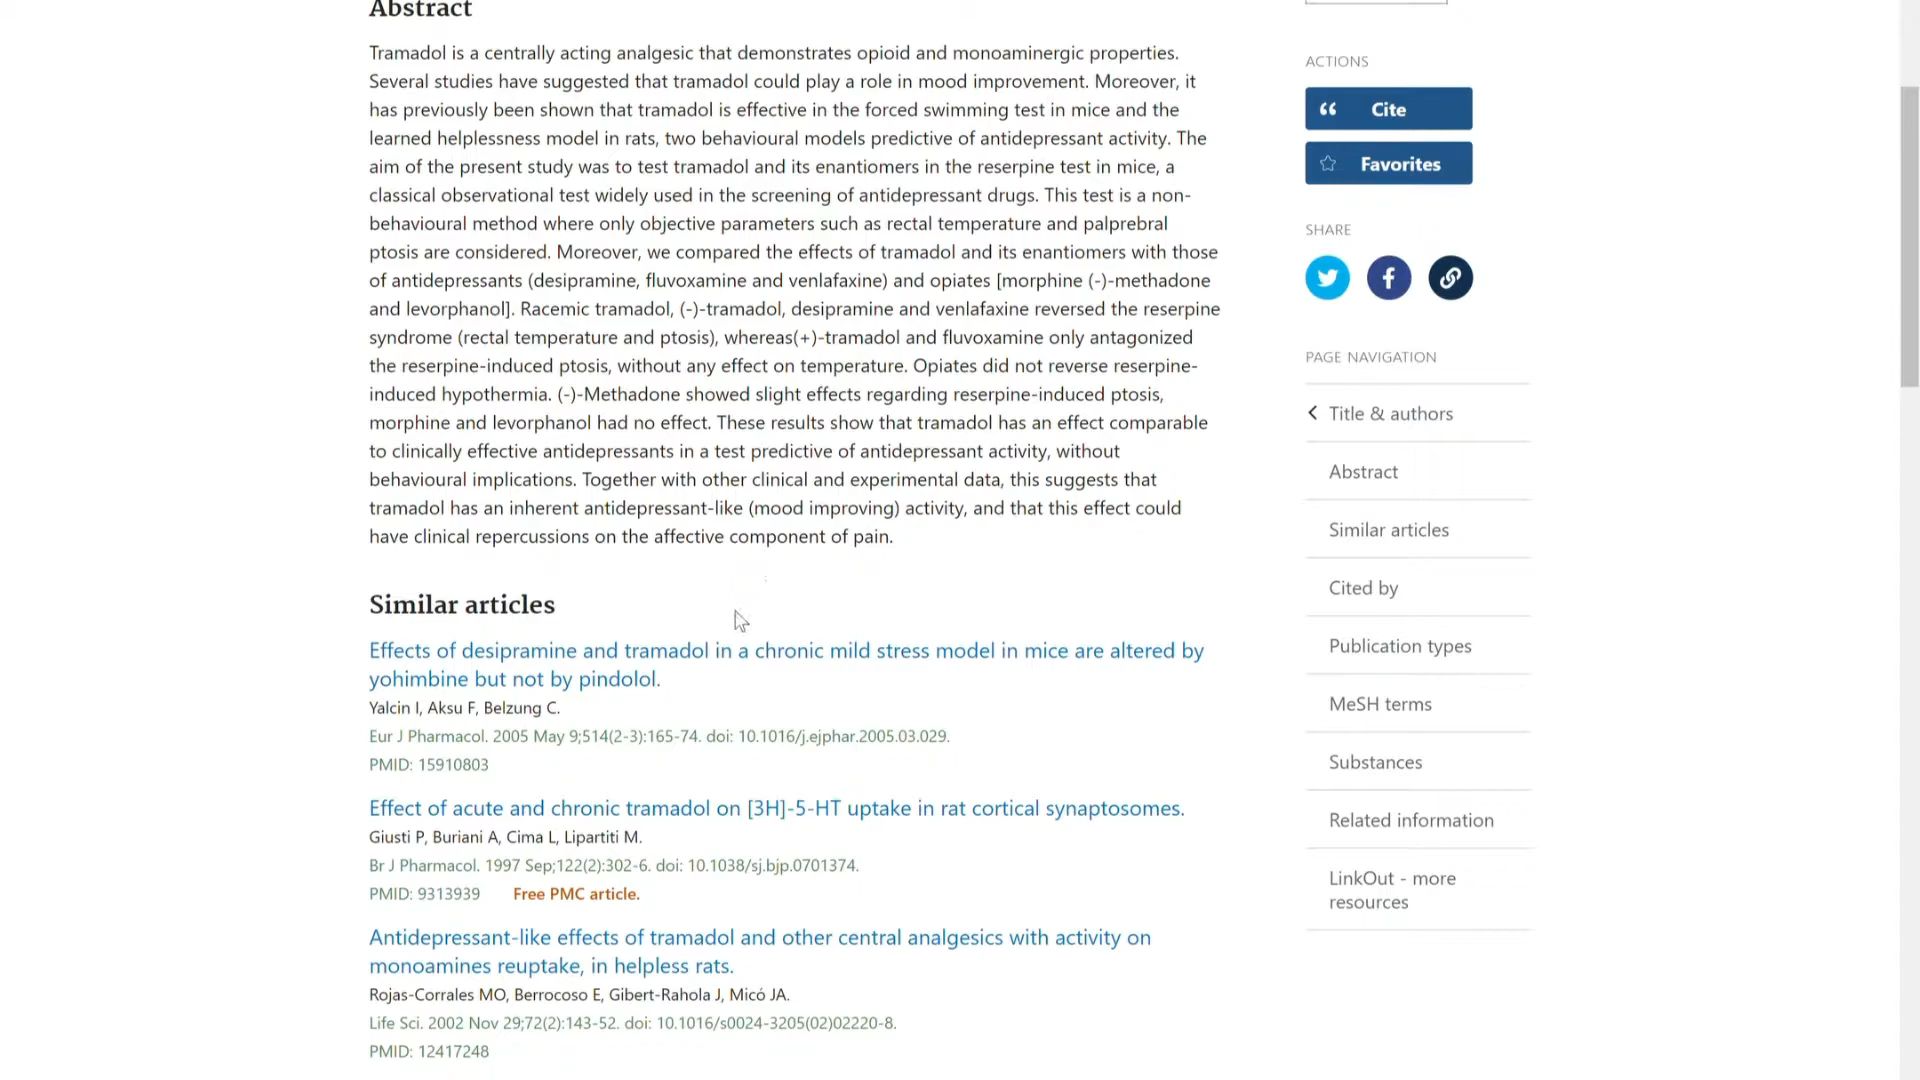 Abstract
Tramadol is a centrally acting analgesic that demonstrates opioid and monoaminergic properties.
Several studies have suggested that tramadol could play a role in mood improvement. Moreover, it
has previously been shown that tramadol is effective in the forced swimming test in mice and the
learned helplessness model in rats, two behavioural models predictive of antidepressant activity. The
aim of the present study was to test tramadol and its enantiomers in the reserpine test in mice, a
classical observational test widely used in the screening of antidepressant drugs. This test is a non-
behavioural method where only objective parameters such as rectal temperature and palprebral
ptosis are considered. Moreover, we compared the effects of tramadol and its enantiomers with those
of antidepressants (desipramine, fluvoxamine and venlafaxine) and opiates [morphine (-)-methadone
and levorphanol]. Racemic tramadol, (-)-tramadol, desipramine and venlafaxine reversed the reserpine
syndrome (rectal temperature and ptosis), whereas(+)-tramadol and fluvoxamine only antagonized
the reserpine-induced ptosis, without any effect on temperature. Opiates did not reverse reserpine-
induced hypothermia. (-)-Methadone showed slight effects regarding reserpine-induced ptosis,
morphine and levorphanol had no effect. These results show that tramadol has an effect comparable
to clinically effective antidepressants in a test predictive of antidepressant activity, without
behavioural implications. Together with other clinical and experimental data, this suggests that
tramadol has an inherent antidepressant-like (mood improving) activity, and that this effect could
have clinical repercussions on the affective component of pain.
Similar articles
Effects of desipramine and tramadol in a chronic mild stress model in mice are altered by
yohimbine but not by pindolol.
Yalcin I, Aksu F, Belzung C.
Eur J Pharmacol. 2005 May 9;514(2-3):165-74. doi: 10.1016/j.ejphar.2005.03.029.
PMID: 15910803
Effect of acute and chronic tramadol on [3H]-5-HT uptake in rat cortical synaptosomes.
Giusti P, Buriani A, Cima L, Lipartiti M.
Br J Pharmacol. 1997 Sep;122(2):302-6. doi: 10.1038/sj.bjp.0701374.
PMID: 9313939 Free PMC article.
Antidepressant-like effects of tramadol and other central analgesics with activity on
monoamines reuptake, in helpless rats.
Rojas-Corrales MO, Berrocoso E, Gibert-Rahola J, Micó JA.
Life Sci. 2002 Nov 29;72(2):143-52. doi: 10.1016/s0024-3205(02)02220-8.
PMID: 12417248
ACTIONS
Cite
Favorites
SHARE
PAGE NAVIGATION
Title & authors
Abstract
Similar articles
Cited by
Publication types
MeSH terms
Substances
Related information
LinkOut - more
resources